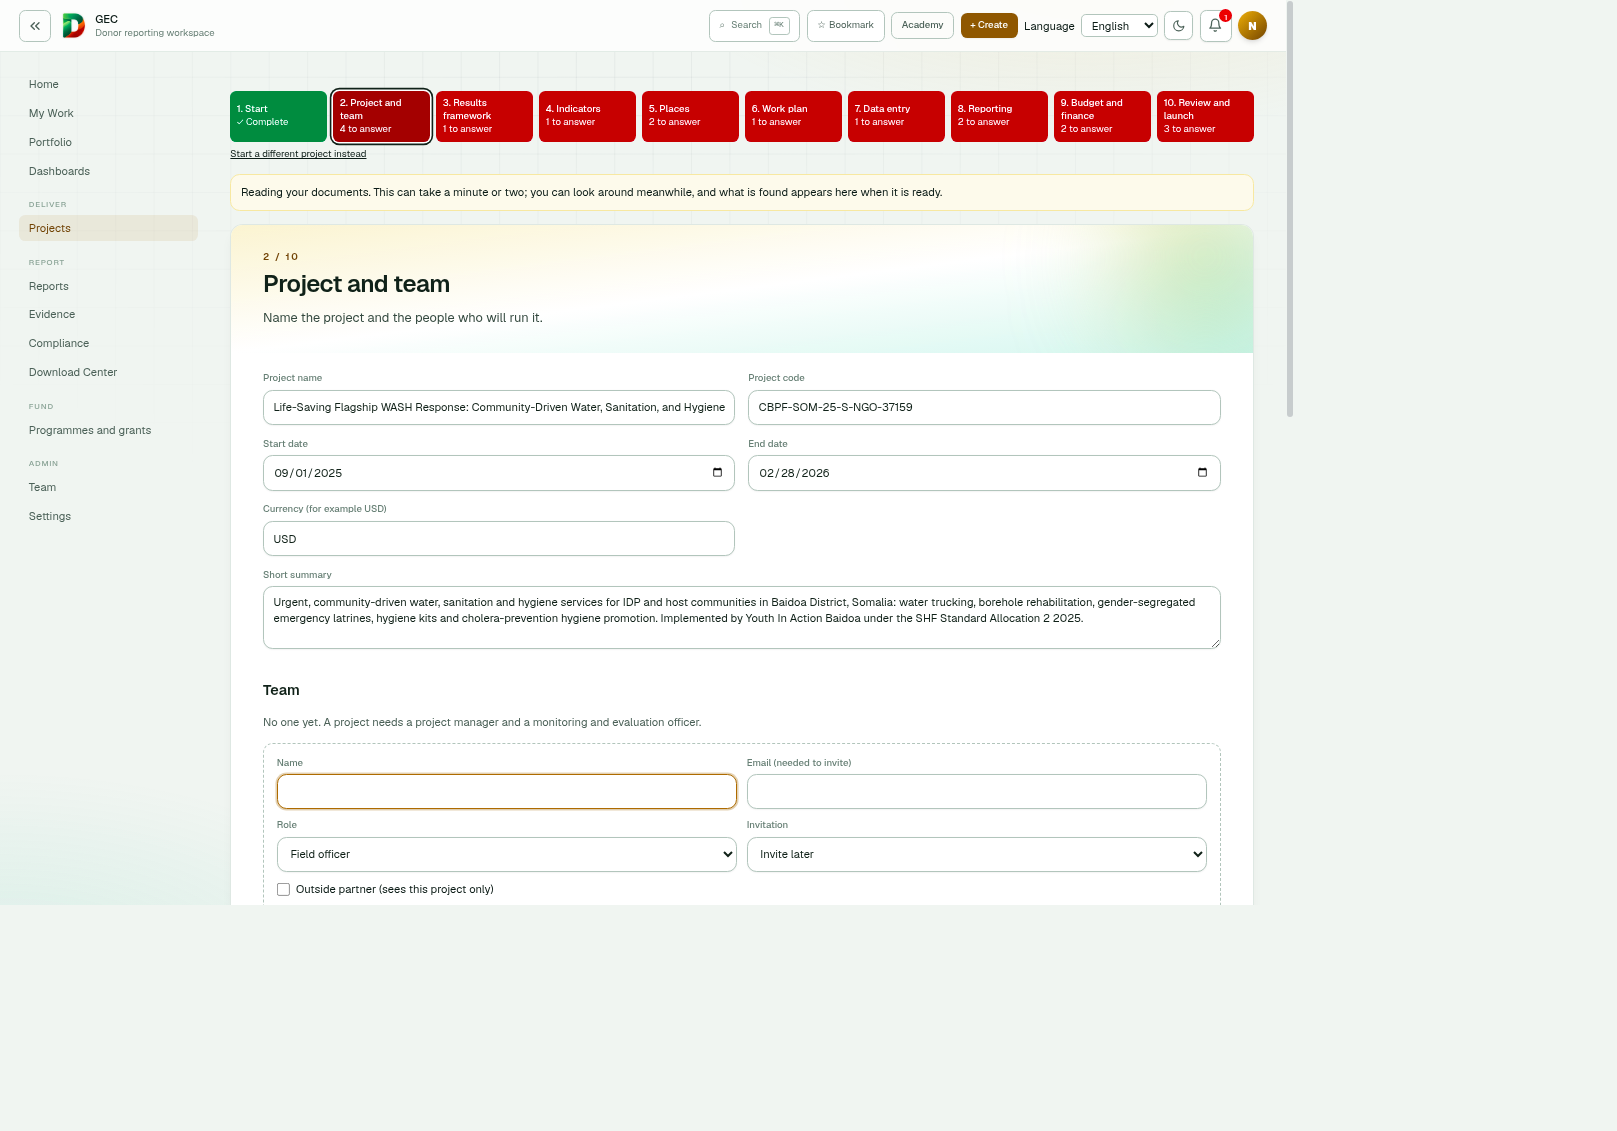 GEC
Donor reporting workspace
Search ⌘K
☆ Bookmark
Academy
+ Create
Language
English
1
N
Home
My Work
Portfolio
Dashboards
DELIVER
Projects
REPORT
Reports
Evidence
Compliance
Download Center
FUND
Programmes and grants
ADMIN
Team
Settings
1. Start
✓ Complete
2. Project and
team
4 to answer
3. Results
framework
1 to answer
4. Indicators
1 to answer
5. Places
2 to answer
6. Work plan
1 to answer
7. Data entry
1 to answer
8. Reporting
2 to answer
9. Budget and
finance
2 to answer
10. Review and
launch
3 to answer
Start a different project instead
Reading your documents. This can take a minute or two; you can look around meanwhile, and what is found appears here when it is ready.
2 / 10
Project and team
Name the project and the people who will run it.
Project name
Life-Saving Flagship WASH Response: Community-Driven Water, Sanitation, and Hygiene
Project code
CBPF-SOM-25-S-NGO-37159
Start date
09/01/2025
End date
02/28/2026
Currency (for example USD)
USD
Short summary
Urgent, community-driven water, sanitation and hygiene services for IDP and host communities in Baidoa District, Somalia: water trucking, borehole rehabilitation, gender-segregated
emergency latrines, hygiene kits and cholera-prevention hygiene promotion. Implemented by Youth In Action Baidoa under the SHF Standard Allocation 2 2025.
Team
No one yet. A project needs a project manager and a monitoring and evaluation officer.
Name
Email (needed to invite)
Role
Field officer
Invitation
Invite later
Outside partner (sees this project only)